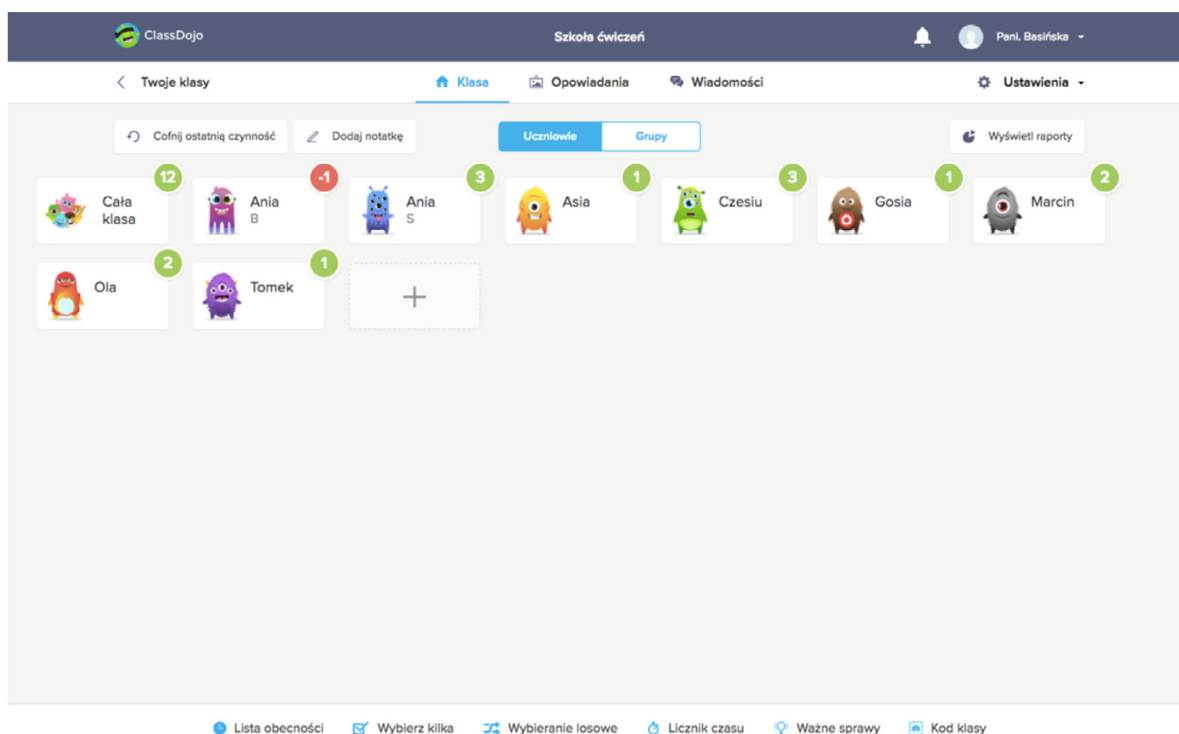 ClassDojo
Szkoła ćwiczeń
Pani. Basińska
Twoje klasy
Klasa
Opowiadania
Wiadomości
Ustawienia
Cofnij ostatnią czynność
Dodaj notatkę
Uczniowie
Grupy
Wyświetl raporty
12
Cała
klasa
-1
Ania
B
3
Ania
S
1
Asia
3
Czesiu
1
Gosia
2
Marcin
2
Ola
1
Tomek
Lista obecności
Wybierz kilka
Wybieranie losowe
Licznik czasu
Ważne sprawy
Kod klasy